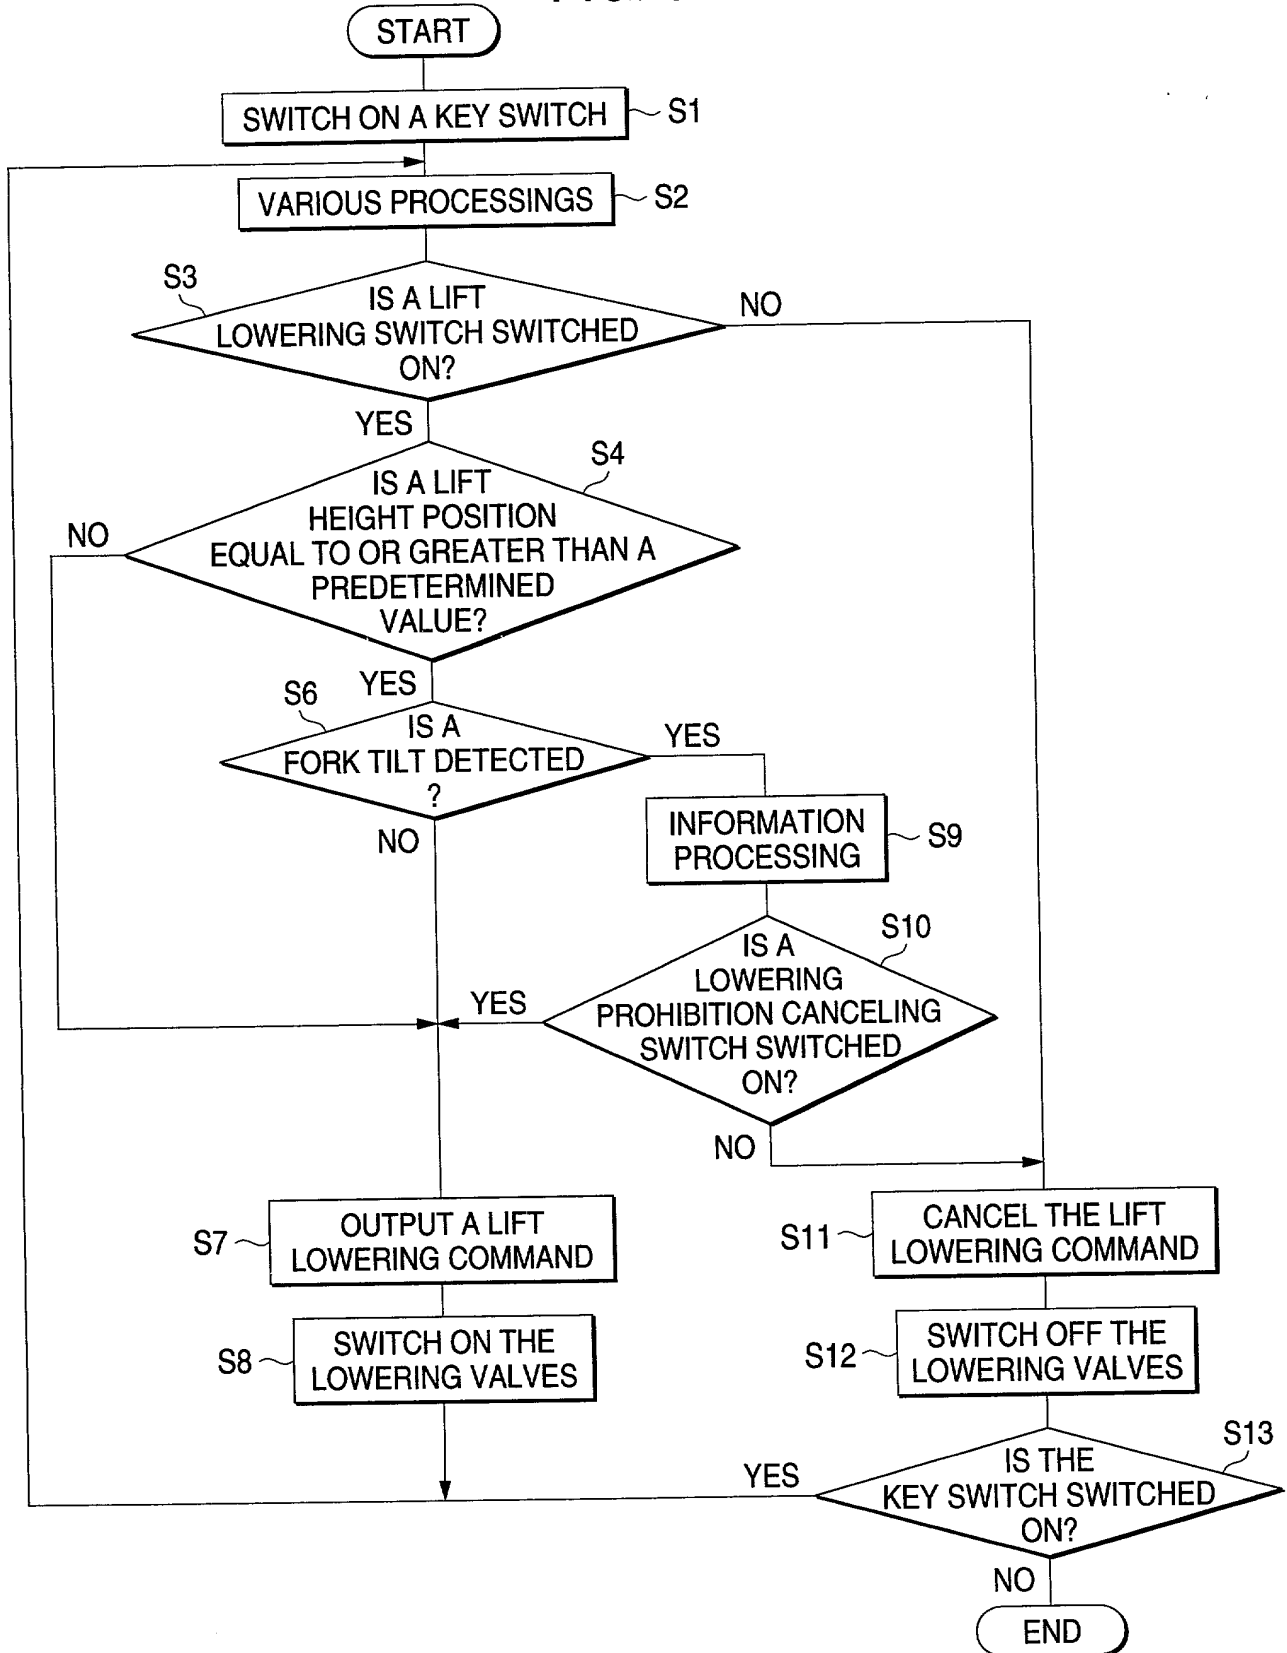 START
SWITCH ON A KEY SWITCH
S1
VARIOUS PROCESSINGS
S2
S3
IS A LIFT
LOWERING SWITCH SWITCHED
ON?
NO
YES
S4
IS A LIFT
HEIGHT POSITION
EQUAL TO OR GREATER THAN A
PREDETERMINED
VALUE?
NO
YES
S6
IS A
FORK TILT DETECTED
?
YES
NO
INFORMATION
PROCESSING
S9
S10
IS A
LOWERING
PROHIBITION CANCELING
SWITCH SWITCHED
ON?
YES
NO
S7
OUTPUT A LIFT
LOWERING COMMAND
S11
CANCEL THE LIFT
LOWERING COMMAND
S8
SWITCH ON THE
LOWERING VALVES
S12
SWITCH OFF THE
LOWERING VALVES
S13
IS THE
KEY SWITCH SWITCHED
ON?
YES
NO
END